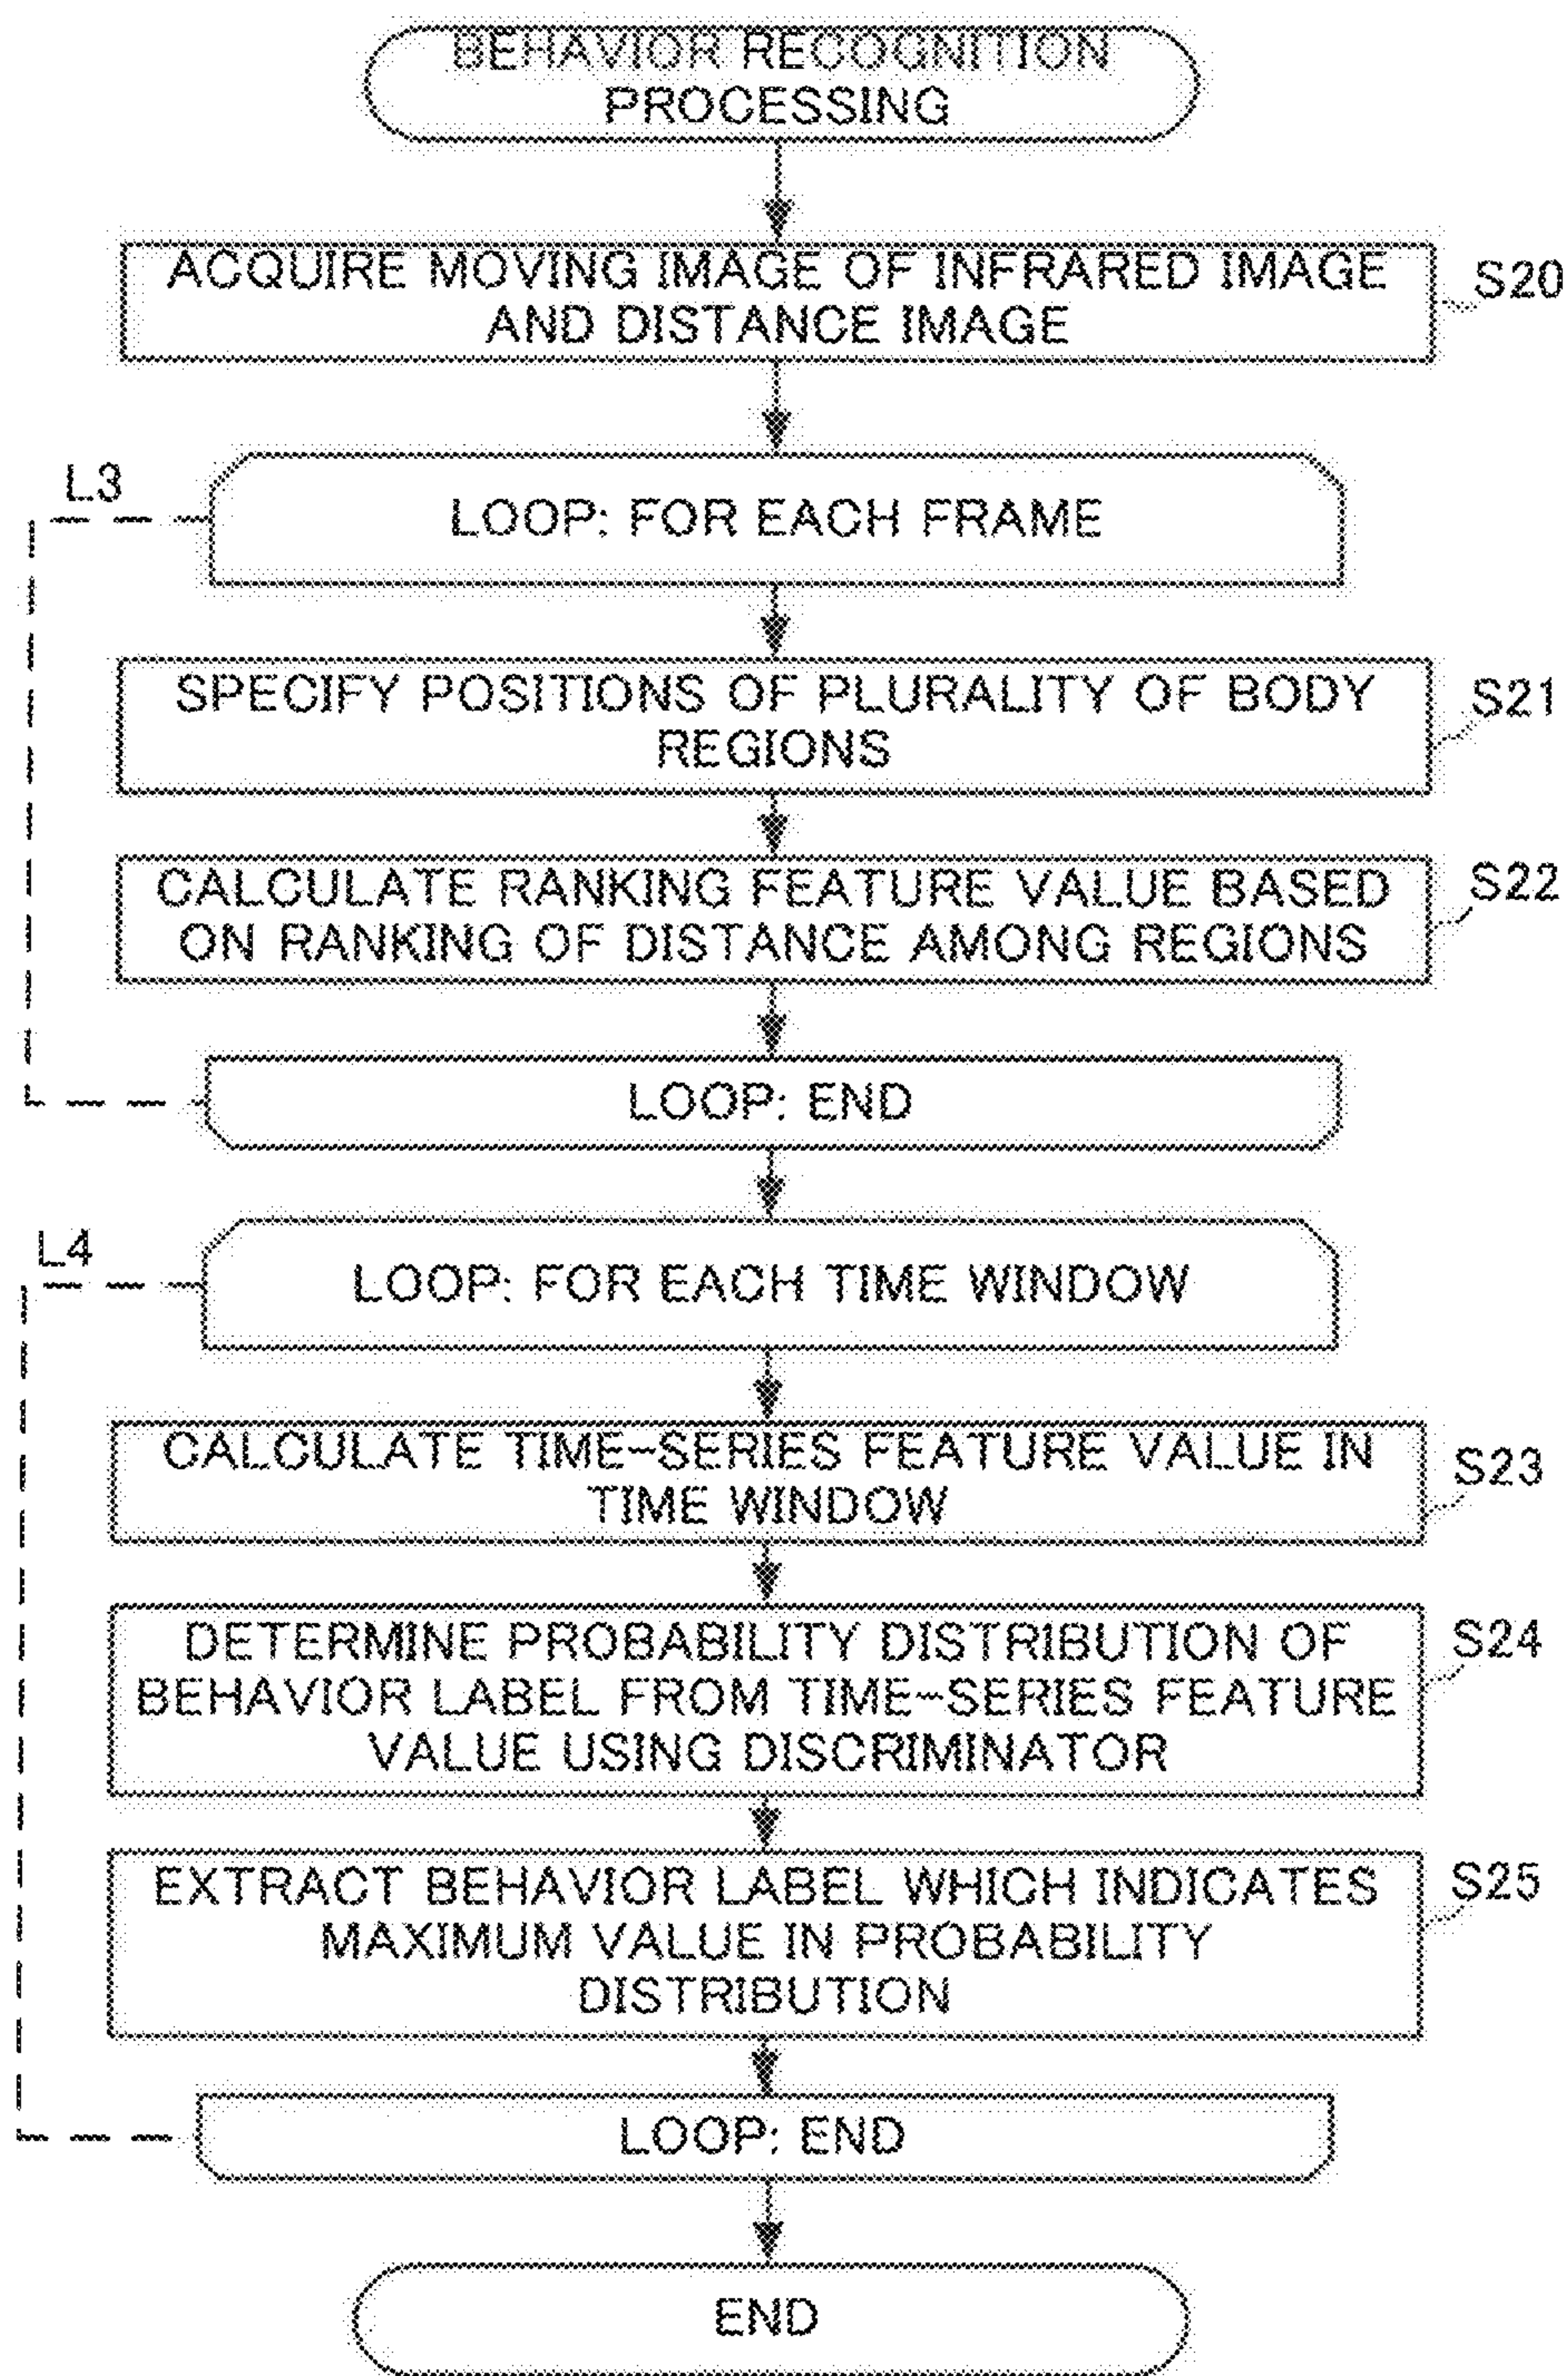 BEHAVIOR RECOGNITION
PROCESSING
ACQUIRE MOVING IMAGE OF INFRARED IMAGE
AND DISTANCE IMAGE
S20
L3
LOOP: FOR EACH FRAME
SPECIFY POSITIONS OF PLURALITY OF BODY
REGIONS
S21
CALCULATE RANKING FEATURE VALUE BASED
ON RANKING OF DISTANCE AMONG REGIONS
S22
LOOP: END
L4
LOOP: FOR EACH TIME WINDOW
CALCULATE TIME-SERIES FEATURE VALUE IN
TIME WINDOW
S23
DETERMINE PROBABILITY DISTRIBUTION OF
BEHAVIOR LABEL FROM TIME-SERIES FEATURE
VALUE USING DISCRIMINATOR
S24
EXTRACT BEHAVIOR LABEL WHICH INDICATES
MAXIMUM VALUE IN PROBABILITY
DISTRIBUTION
S25
LOOP: END
END